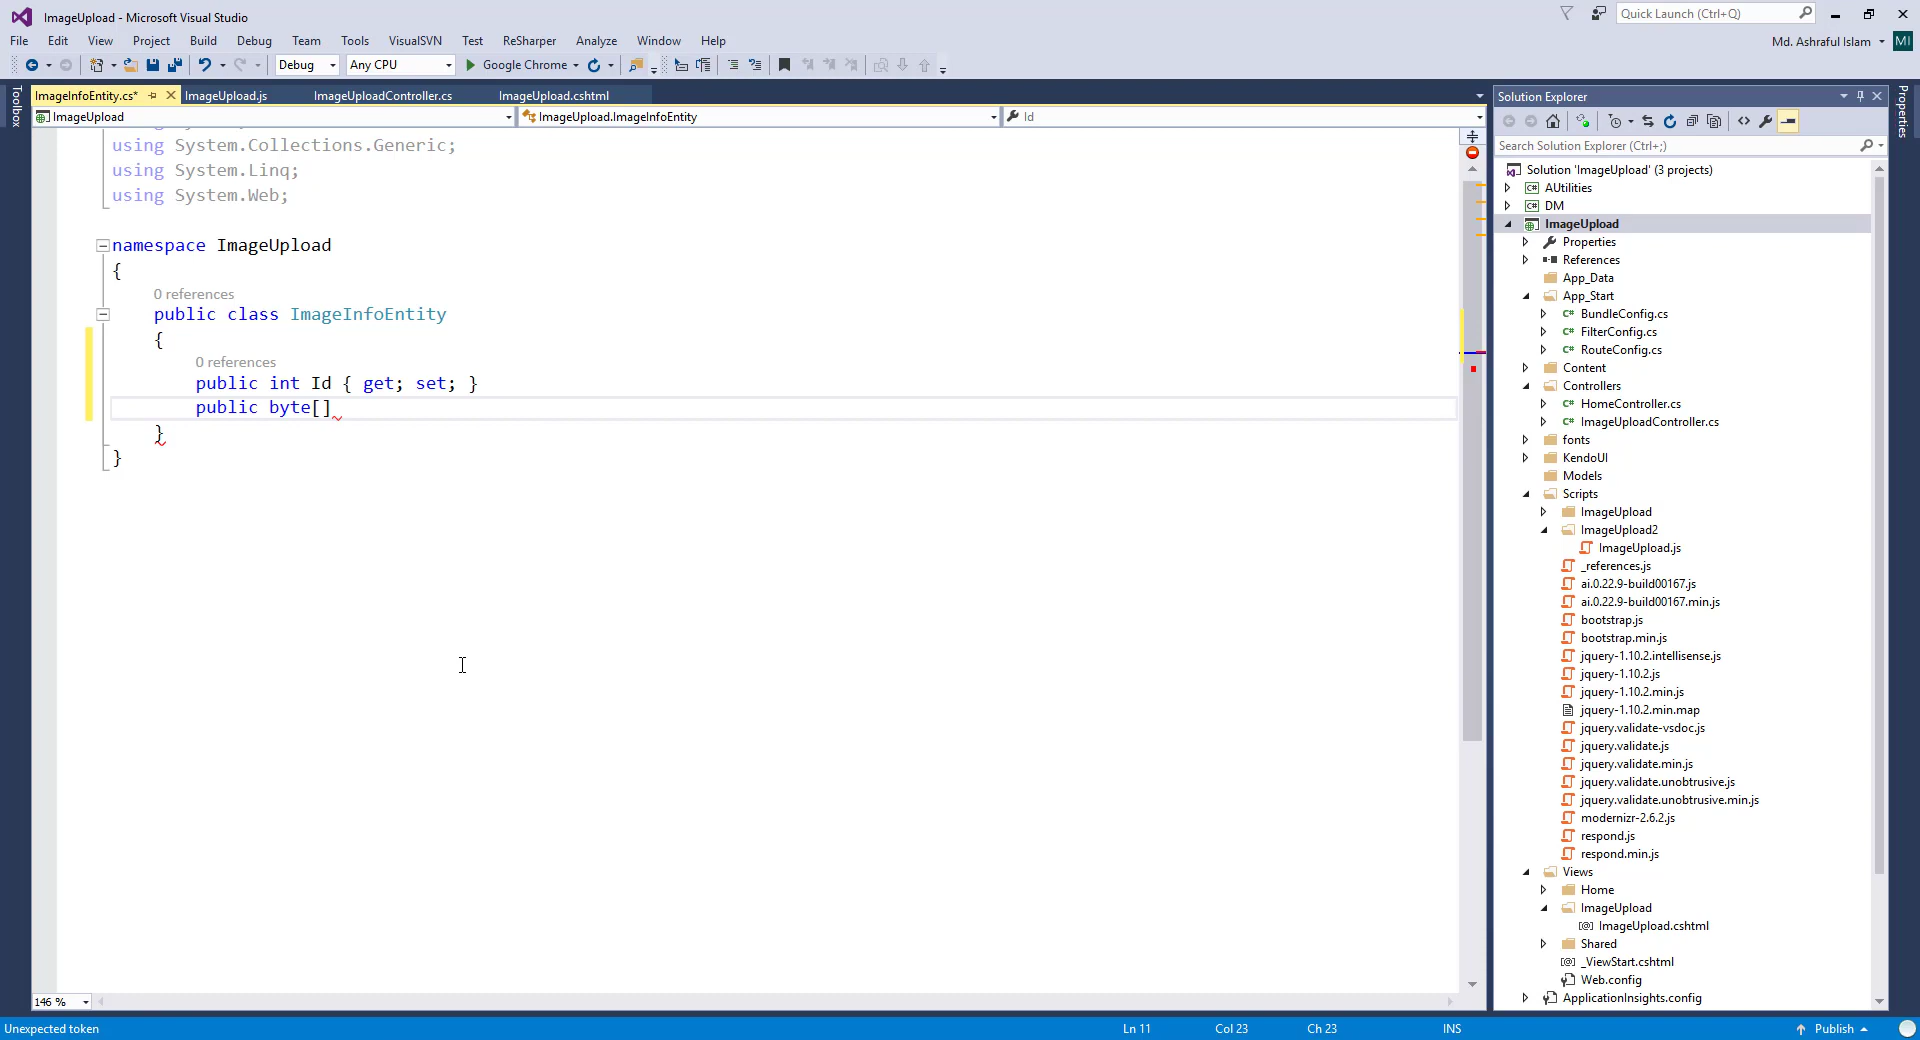 ImageUpload - Microsoft Visual Studio
Quick Launch (Ctrl+Q)
File Edit View Project Build Debug Team Tools VisualSVN Test ReSharper Analyze Window Help
Md. Ashraful Islam MI
Debug Any CPU Google Chrome
Toolbox
ImageInfoEntity.cs* ImageUpload.js ImageUploadController.cs ImageUpload.cshtml
ImageUpload ImageUpload.ImageInfoEntity Id
using System.Collections.Generic;
using System.Linq;
using System.Web;
namespace ImageUpload
{
0 references
public class ImageInfoEntity
{
0 references
public int Id { get; set; }
public byte[]
}
}
146 %
Solution Explorer
Search Solution Explorer (Ctrl+;)
Solution 'ImageUpload' (3 projects)
C# AUtilities
C# DM
ImageUpload
Properties
References
App_Data
App_Start
C# BundleConfig.cs
C# FilterConfig.cs
C# RouteConfig.cs
Content
Controllers
C# HomeController.cs
C# ImageUploadController.cs
fonts
KendoUI
Models
Scripts
ImageUpload
ImageUpload2
ImageUpload.js
_references.js
ai.0.22.9-build00167.js
ai.0.22.9-build00167.min.js
bootstrap.js
bootstrap.min.js
jquery-1.10.2.intellisense.js
jquery-1.10.2.js
jquery-1.10.2.min.js
jquery-1.10.2.min.map
jquery.validate-vsdoc.js
jquery.validate.js
jquery.validate.min.js
jquery.validate.unobtrusive.js
jquery.validate.unobtrusive.min.js
modernizr-2.6.2.js
respond.js
respond.min.js
Views
Home
ImageUpload
[@] ImageUpload.cshtml
Shared
[@] _ViewStart.cshtml
Web.config
ApplicationInsights.config
Properties
Unexpected token Ln 11 Col 23 Ch 23 INS Publish